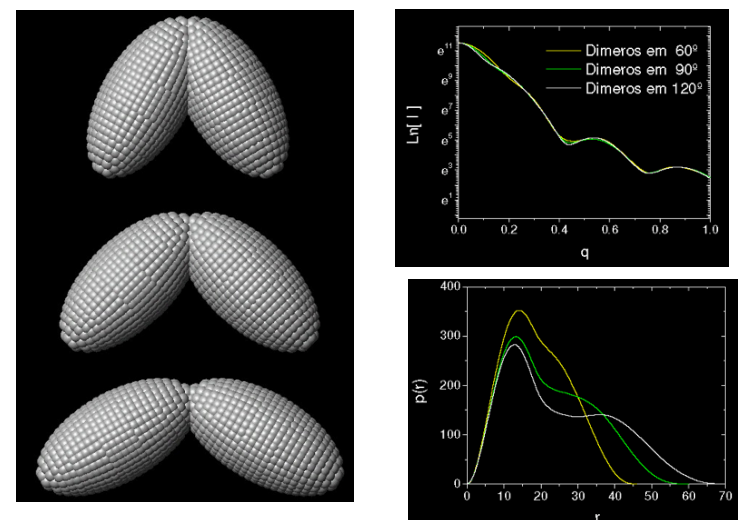 e¹¹
e⁹
e⁷
e⁵
e³
e¹
Ln[ I ]
Dimeros em 60º
Dimeros em 90º
Dimeros em 120º
0.0 0.2 0.4 0.6 0.8 1.0
q
400
300
200
100
0
p(r)
0 10 20 30 40 50 60 70
r